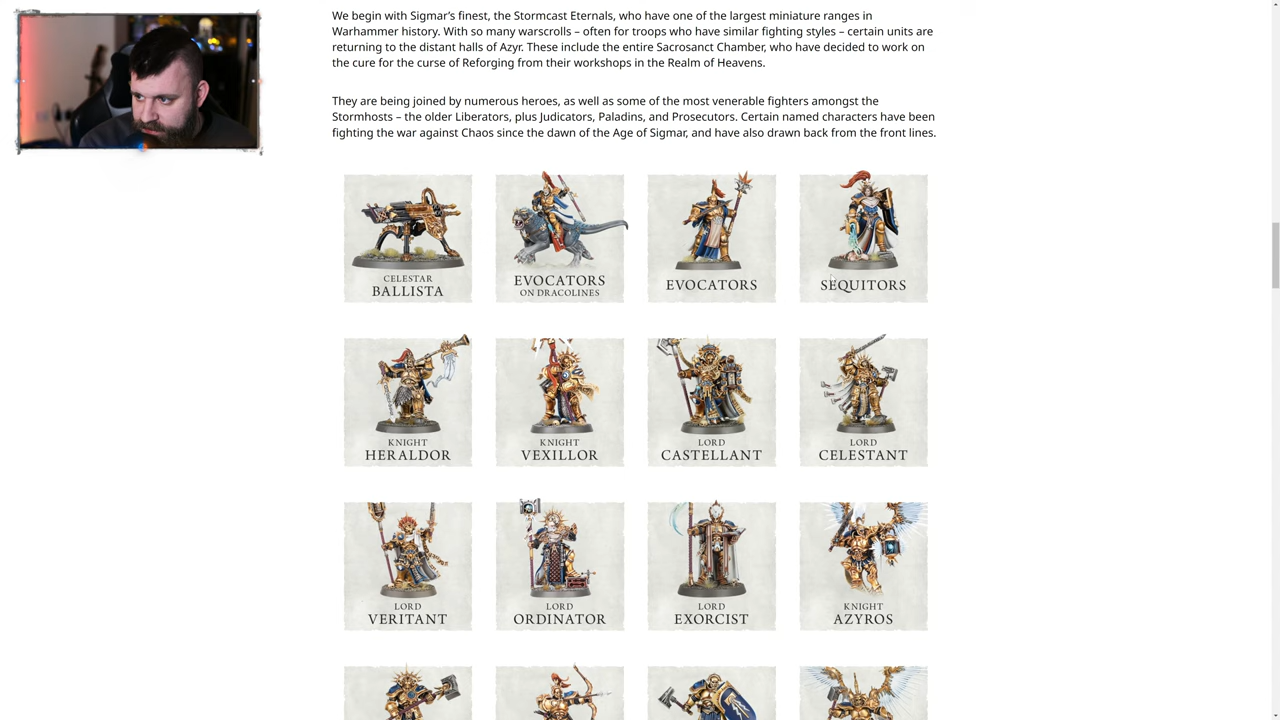 We begin with Sigmar’s finest, the Stormcast Eternals, who have one of the largest miniature ranges in
Warhammer history. With so many warscrolls – often for troops who have similar fighting styles – certain units are
returning to the distant halls of Azyr. These include the entire Sacrosanct Chamber, who have decided to work on
the cure for the curse of Reforging from their workshops in the Realm of Heavens.
They are being joined by numerous heroes, as well as some of the most venerable fighters amongst the
Stormhosts – the older Liberators, plus Judicators, Paladins, and Prosecutors. Certain named characters have been
fighting the war against Chaos since the dawn of the Age of Sigmar, and have also drawn back from the front lines.
CELESTAR
BALLISTA
EVOCATORS
ON DRACOLINES
EVOCATORS
SEQUITORS
KNIGHT
HERALDOR
KNIGHT
VEXILLOR
LORD
CASTELLANT
LORD
CELESTANT
LORD
VERITANT
LORD
ORDINATOR
LORD
EXORCIST
KNIGHT
AZYROS